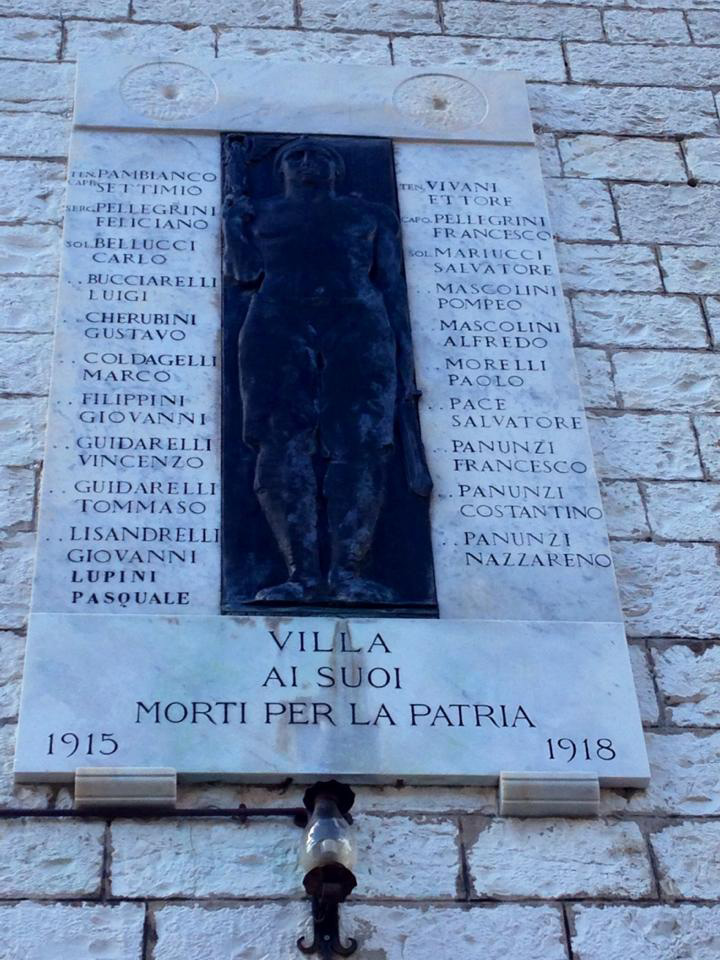 TEN. PAMBIANCO
CAPP. SETTIMIO
SERG. PELLEGRINI
FELICIANO
SOL. BELLUCCI
CARLO
. . BUCCIARELLI
LUIGI
. . CHERUBINI
GUSTAVO
. . COLDAGELLI
MARCO
. . FILIPPINI
GIOVANNI
. . GUIDARELLI
VINCENZO
. . GUIDARELLI
TOMMASO
. . LISANDRELLI
GIOVANNI
LUPINI
PASQUALE
TEN. VIVANI
ETTORE
CAPO. PELLEGRINI
FRANCESCO
SOL. MARIUCCI
SALVATORE
. . MASCOLINI
POMPEO
. . MASCOLINI
ALFREDO
. . MORELLI
PAOLO
. . PACE
SALVATORE
. . PANUNZI
FRANCESCO
. . PANUNZI
COSTANTINO
. . PANUNZI
NAZZARENO
VILLA
AI SUOI
MORTI PER LA PATRIA
1915 1918